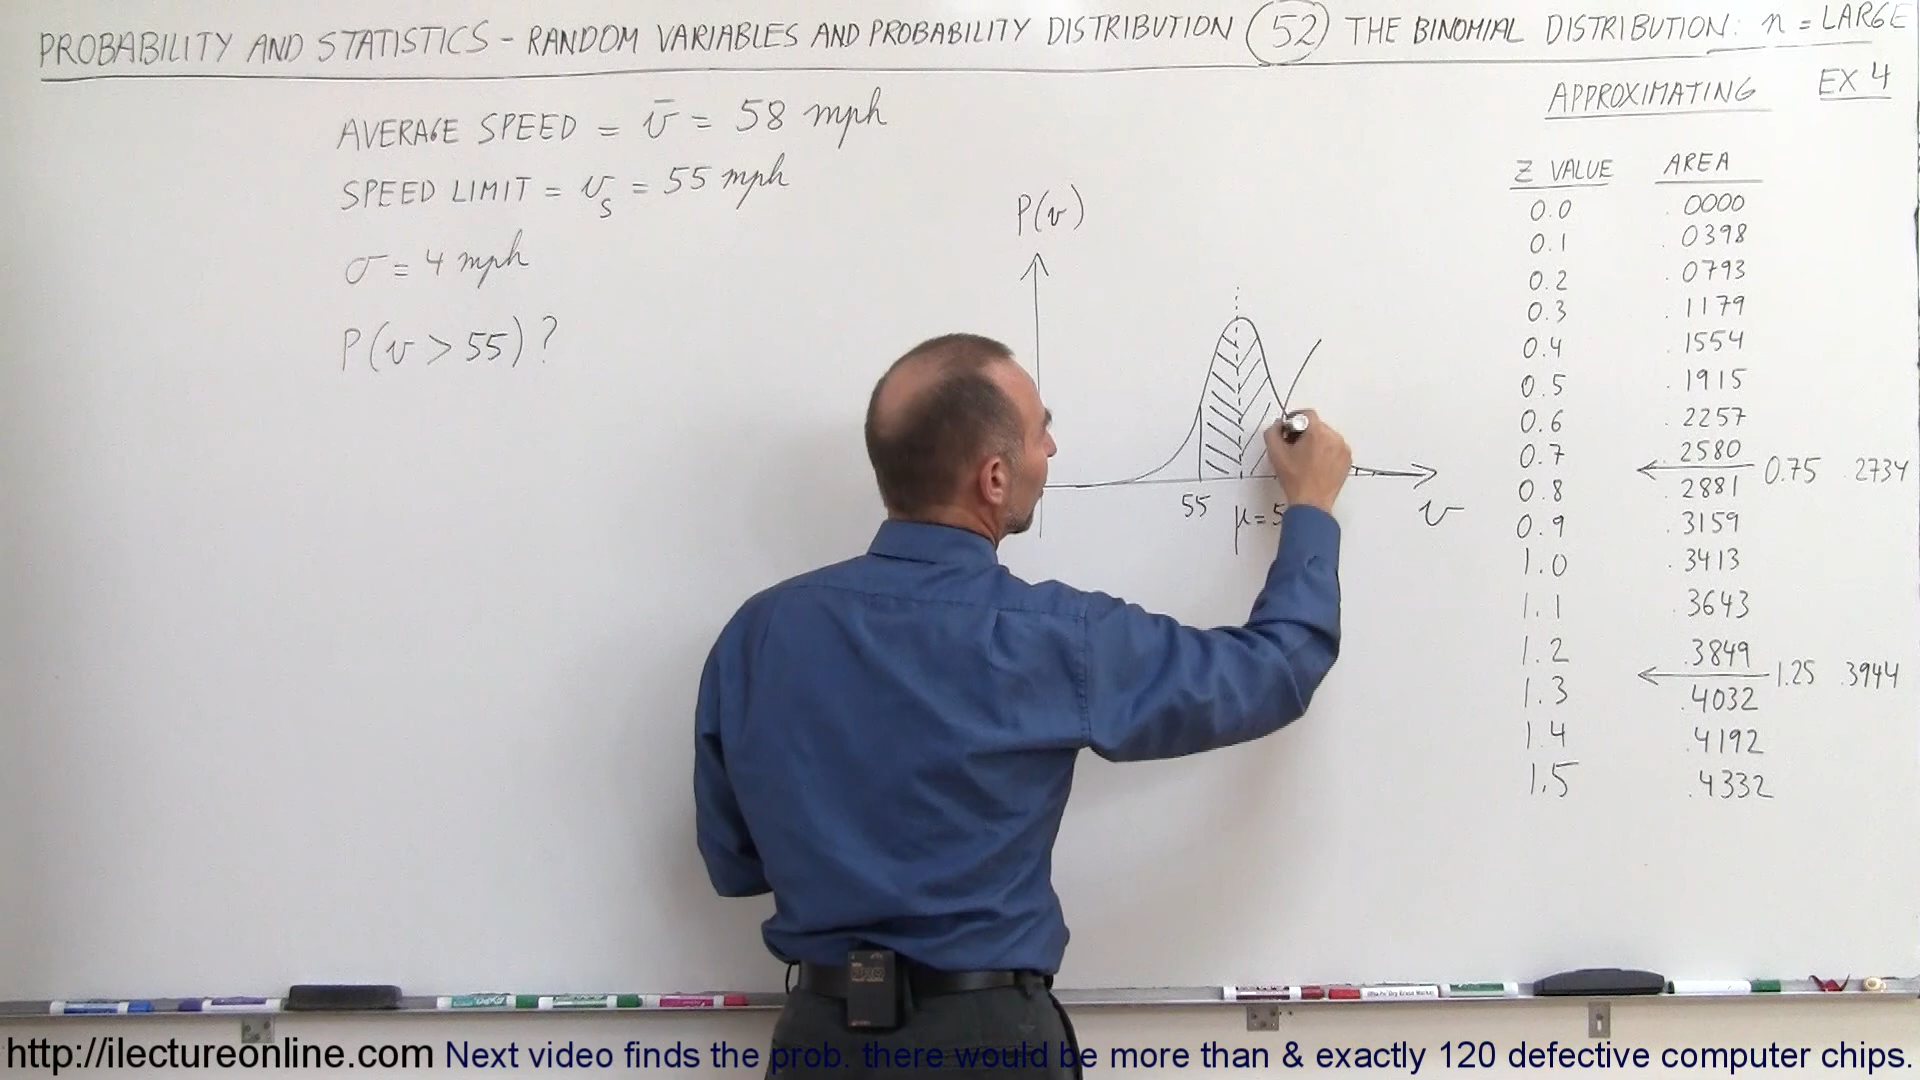 PROBABILITY AND STATISTICS - RANDOM VARIABLES AND PROBABILITY DISTRIBUTION (52) THE BINOMIAL DISTRIBUTION: n = LARGE
APPROXIMATING EX 4
AVERAGE SPEED = v̄ = 58 mph
SPEED LIMIT = vₛ = 55 mph
σ = 4 mph
P(v > 55)?
P(v)
55 μ = 5
v
Z VALUE AREA
0.0 .0000
0.1 .0398
0.2 .0793
0.3 .1179
0.4 .1554
0.5 .1915
0.6 .2257
0.7 .2580
0.75 .2734
0.8 .2881
0.9 .3159
1.0 .3413
1.1 .3643
1.2 .3849
1.25 .3944
1.3 .4032
1.4 .4192
1.5 .4332
http://ilectureonline.com Next video finds the prob. there would be more than & exactly 120 defective computer chips.